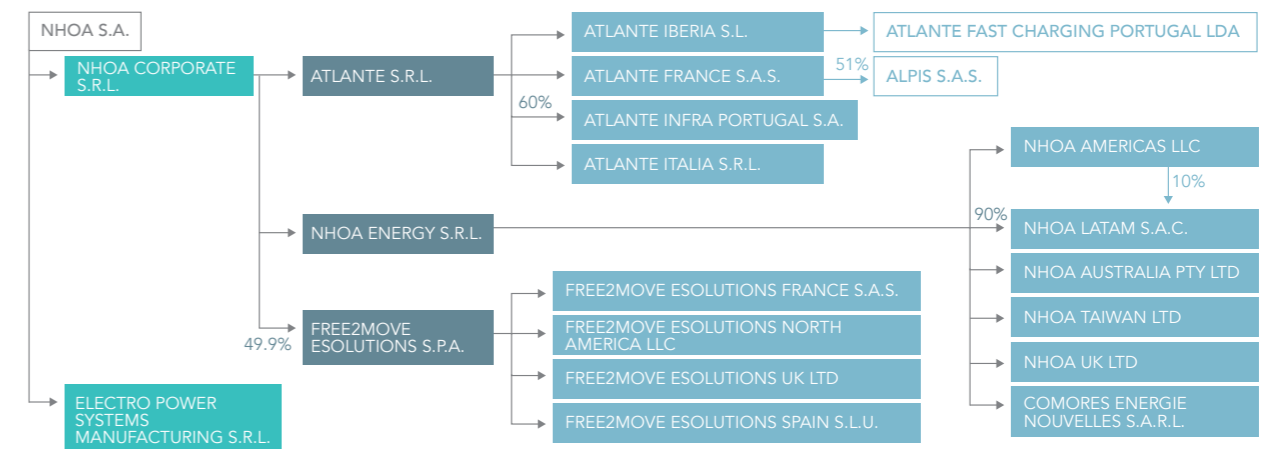 NHOA S.A.
NHOA CORPORATE
S.R.L.
ATLANTE S.R.L.
ATLANTE IBERIA S.L.
ATLANTE FAST CHARGING PORTUGAL LDA
ATLANTE FRANCE S.A.S.
51%
ALPIS S.A.S.
60%
ATLANTE INFRA PORTUGAL S.A.
ATLANTE ITALIA S.R.L.
NHOA ENERGY S.R.L.
NHOA AMERICAS LLC
10%
90%
NHOA LATAM S.A.C.
NHOA AUSTRALIA PTY LTD
NHOA TAIWAN LTD
NHOA UK LTD
COMORES ENERGIE
NOUVELLES S.A.R.L.
49.9%
FREE2MOVE
ESOLUTIONS S.P.A.
FREE2MOVE ESOLUTIONS FRANCE S.A.S.
FREE2MOVE ESOLUTIONS NORTH
AMERICA LLC
FREE2MOVE ESOLUTIONS UK LTD
FREE2MOVE ESOLUTIONS SPAIN S.L.U.
ELECTRO POWER
SYSTEMS
MANUFACTURING S.R.L.